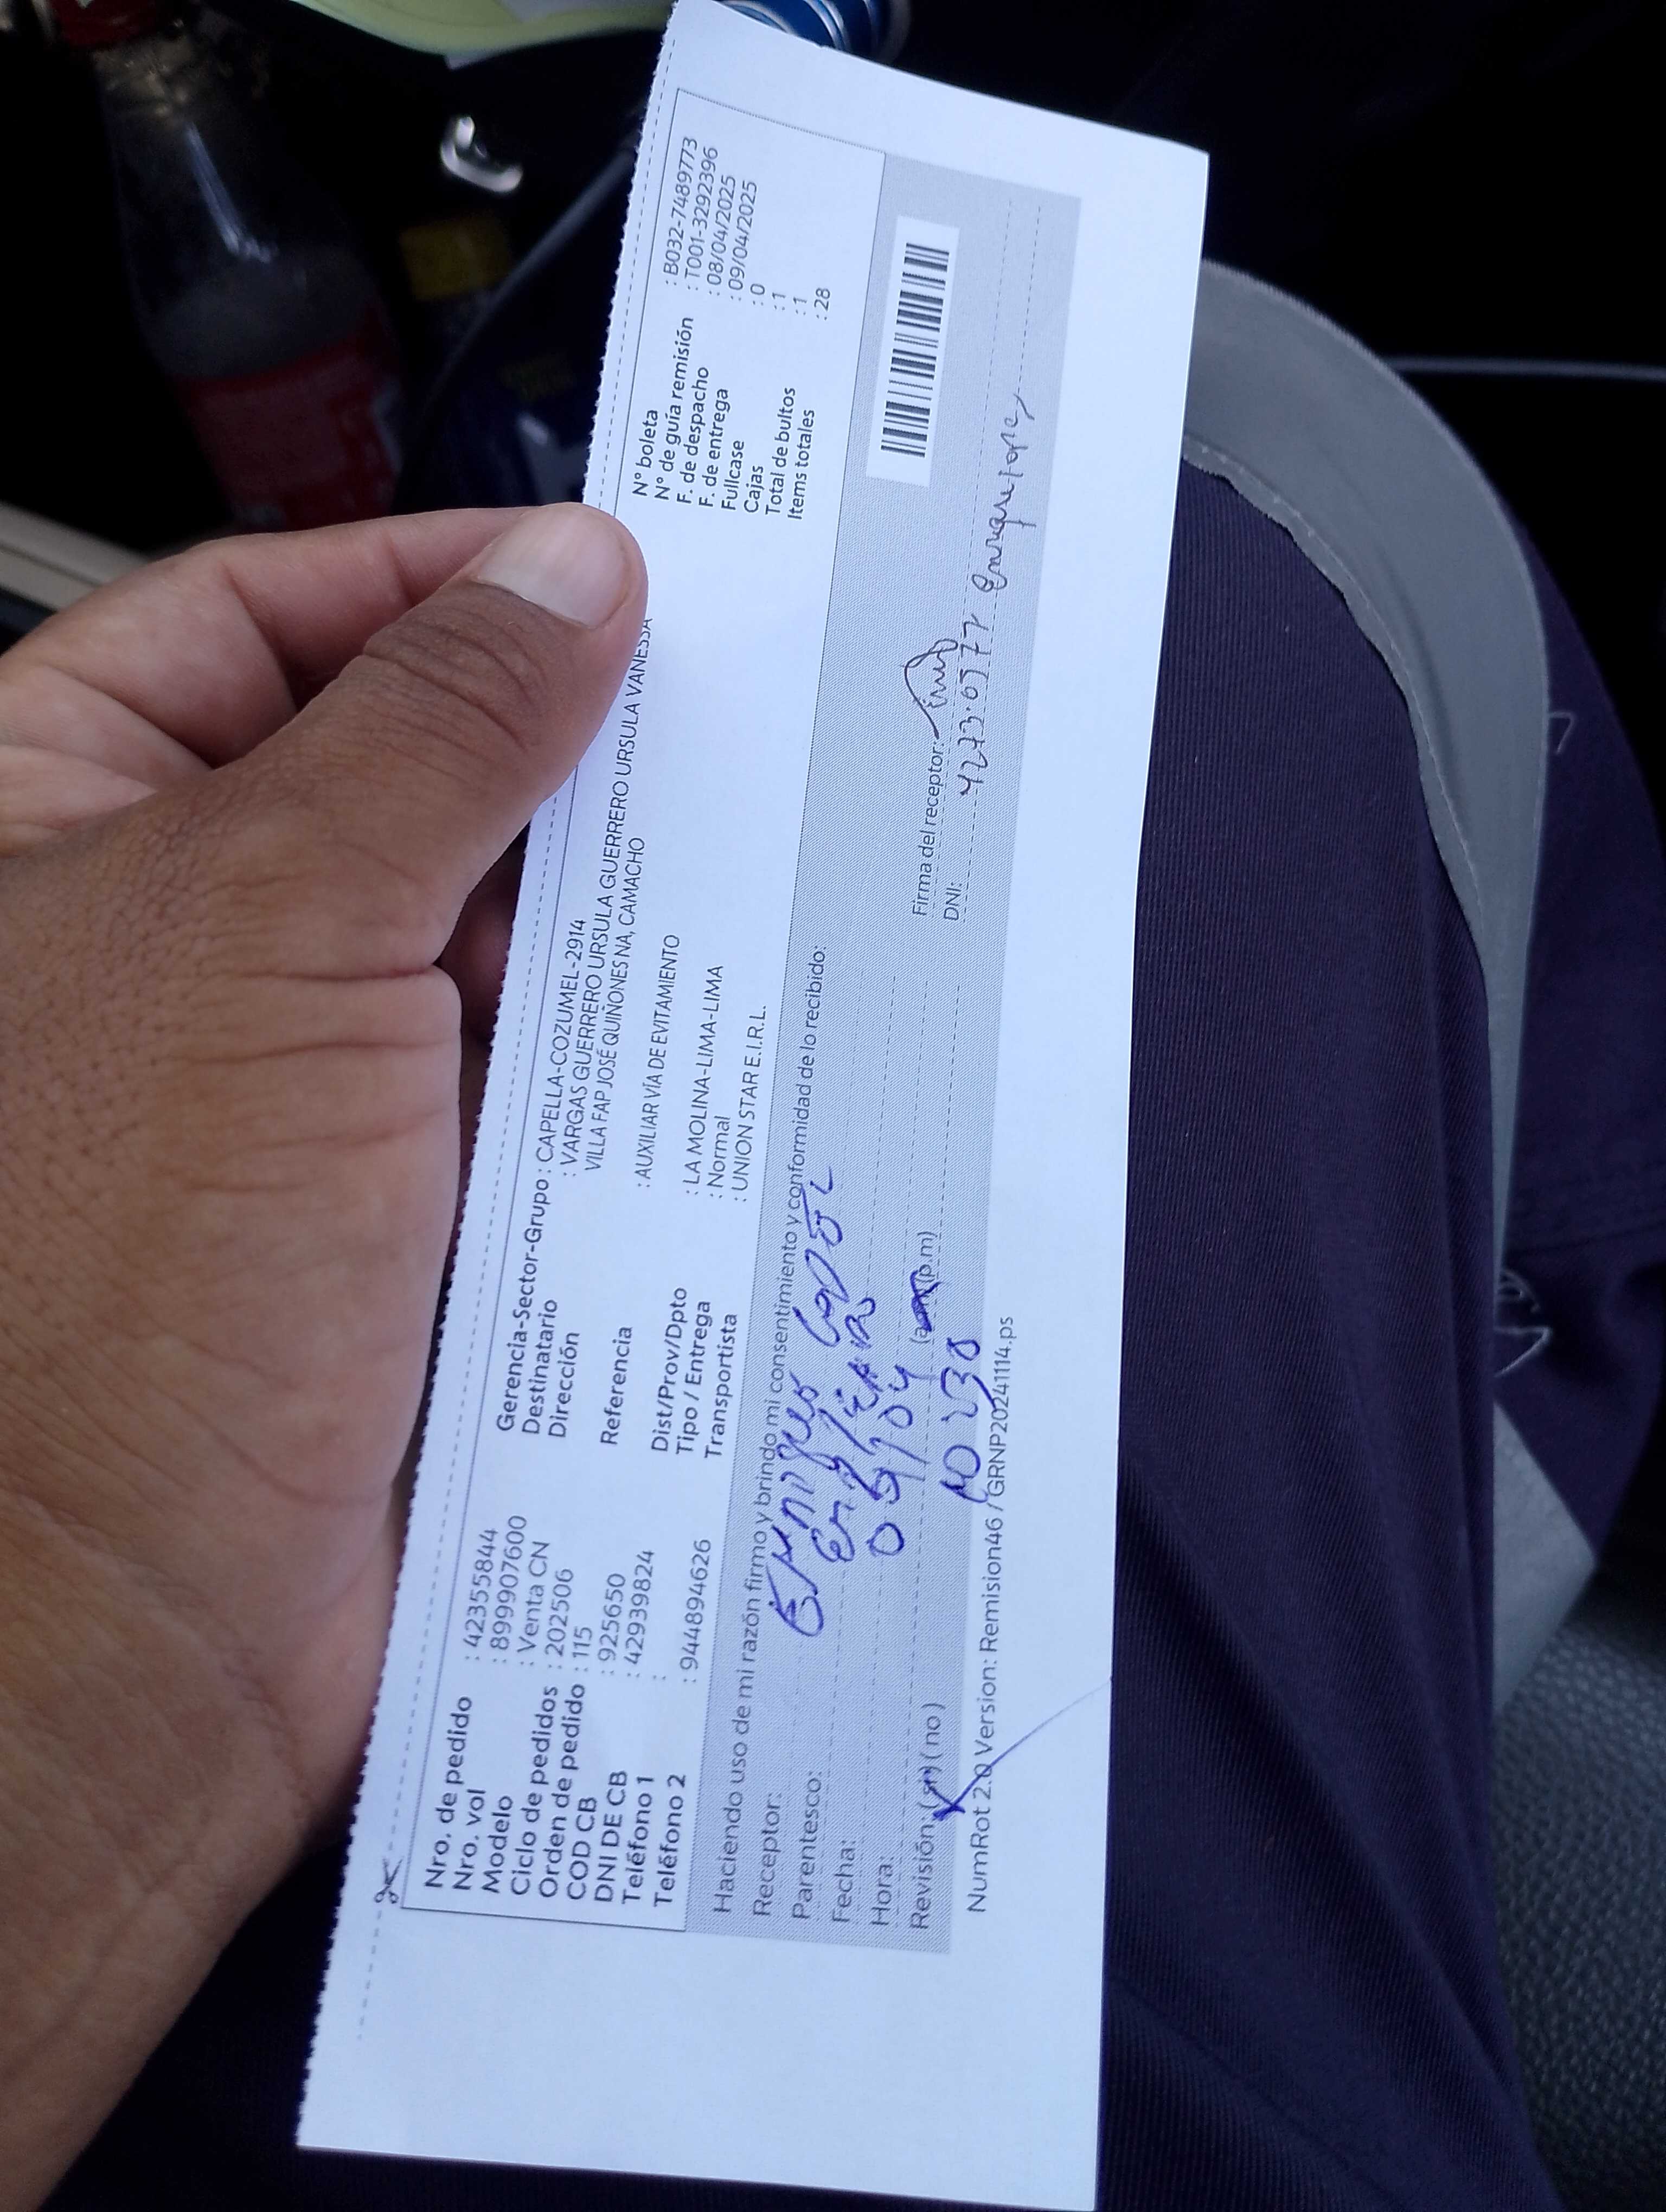 Nro. de pedido : 42355844
Nro. vol : 8999907600
Modelo : Venta CN
Ciclo de pedidos : 202506
Orden de pedido : 115
COD CB : 925650
DNI DE CB : 42939824
Teléfono 1 :
Teléfono 2 : 944894626
Gerencia-Sector-Grupo : CAPELLA-COZUMEL-2914
Destinatario : VARGAS GUERRERO URSULA GUERRERO URSULA VANESSA
Dirección VILLA FAP JOSÉ QUIÑONES NA, CAMACHO
Referencia : AUXILIAR VÍA DE EVITAMIENTO
Dist/Prov/Dpto : LA MOLINA-LIMA-LIMA
Tipo / Entrega : Normal
Transportista : UNION STAR E.I.R.L.
N° boleta : B032-7489773
N° de guía remisión : T001-3292396
F. de despacho : 08/04/2025
F. de entrega : 09/04/2025
Fullcase : 0
Cajas : 1
Total de bultos : 1
Items totales : 28
Haciendo uso de mi razón firmo y brindo mi consentimiento y conformidad de lo recibido:
Receptor:
Parentesco:
Fecha: 09/04
Hora: (p.m)
Revisión: (si) (no)
Firma del receptor:
DNI:
Enrique
NumRot 2.0 Version: Remision46 / GRNP20241114.ps